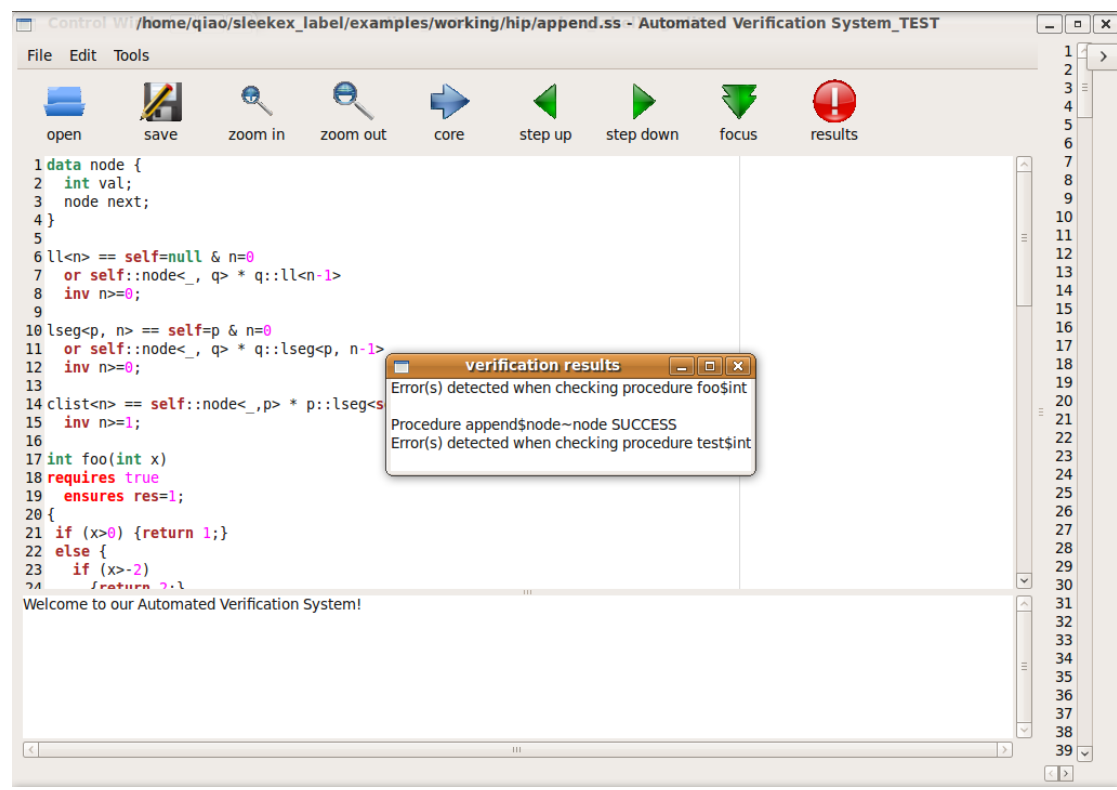 Control Wi
/home/qiao/sleekex_label/examples/working/hip/append.ss - Automated Verification System_TEST
File Edit Tools
open save zoom in zoom out core step up step down focus results
1 data node {
2 int val;
3 node next;
4 }
5
6 ll<n> == self=null & n=0
7 or self::node<_, q> * q::ll<n-1>
8 inv n>=0;
9
10 lseg<p, n> == self=p & n=0
11 or self::node<_, q> * q::lseg<p, n-1>
12 inv n>=0;
13
14 clist<n> == self::node<_,p> * p::lseg<s
15 inv n>=1;
16
17 int foo(int x)
18 requires true
19 ensures res=1;
20 {
21 if (x>0) {return 1;}
22 else {
23 if (x>-2)
24 {return 2;}
verification results
Error(s) detected when checking procedure foo$int
Procedure append$node~node SUCCESS
Error(s) detected when checking procedure test$int
Welcome to our Automated Verification System!
1
2
3
4
5
6
7
8
9
10
11
12
13
14
15
16
17
18
19
20
21
22
23
24
25
26
27
28
29
30
31
32
33
34
35
36
37
38
39